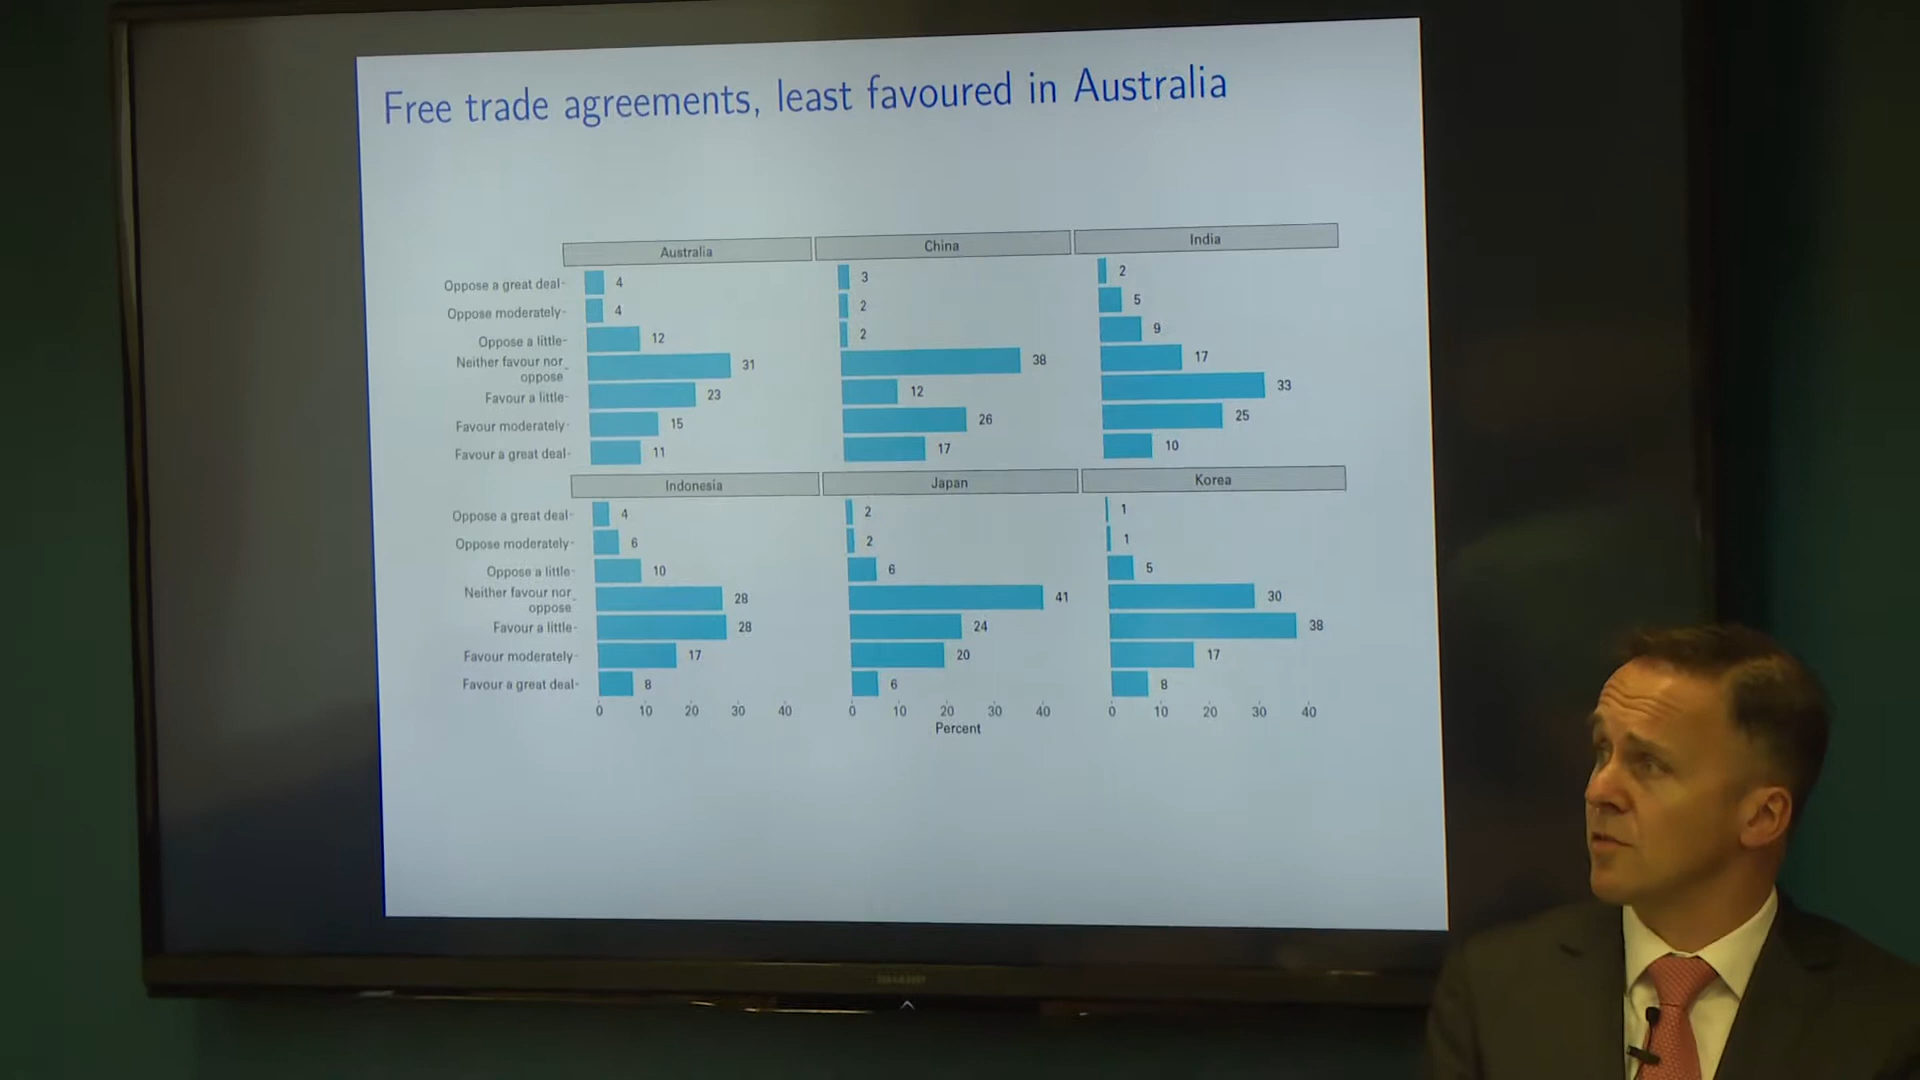 Free trade agreements, least favoured in Australia
Australia
China
India
Oppose a great deal 4 3 2
Oppose moderately 4 2 5
Oppose a little 12 2 9
Neither favour nor
oppose 31 38 17
Favour a little 23 12 33
Favour moderately 15 26 25
Favour a great deal 11 17 10
Indonesia
Japan
Korea
Oppose a great deal 4 2 1
Oppose moderately 6 2 1
Oppose a little 10 6 5
Neither favour nor
oppose 28 41 30
Favour a little 28 24 38
Favour moderately 17 20 17
Favour a great deal 8 6 8
0 10 20 30 40 0 10 20 30 40 0 10 20 30 40
Percent